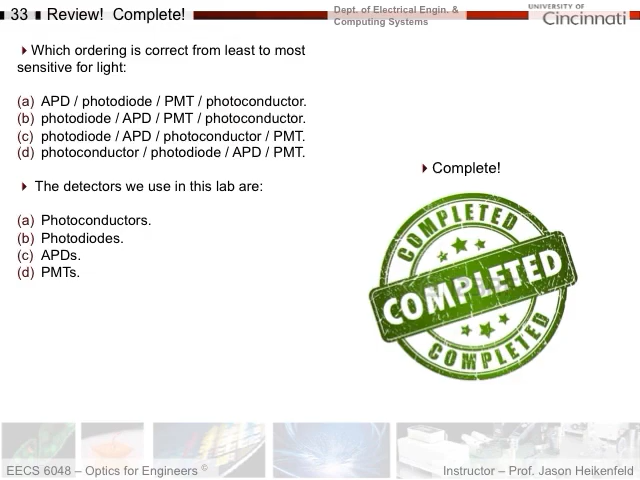 33 Review! Complete!
Dept. of Electrical Engin. &
Computing Systems
UNIVERSITY OF
Cincinnati
Which ordering is correct from least to most
sensitive for light:
(a) APD / photodiode / PMT / photoconductor.
(b) photodiode / APD / PMT / photoconductor.
(c) photodiode / APD / photoconductor / PMT.
(d) photoconductor / photodiode / APD / PMT.
The detectors we use in this lab are:
(a) Photoconductors.
(b) Photodiodes.
(c) APDs.
(d) PMTs.
Complete!
COMPLETED
COMPLETED
COMPLETED
EECS 6048 – Optics for Engineers ©
Instructor – Prof. Jason Heikenfeld